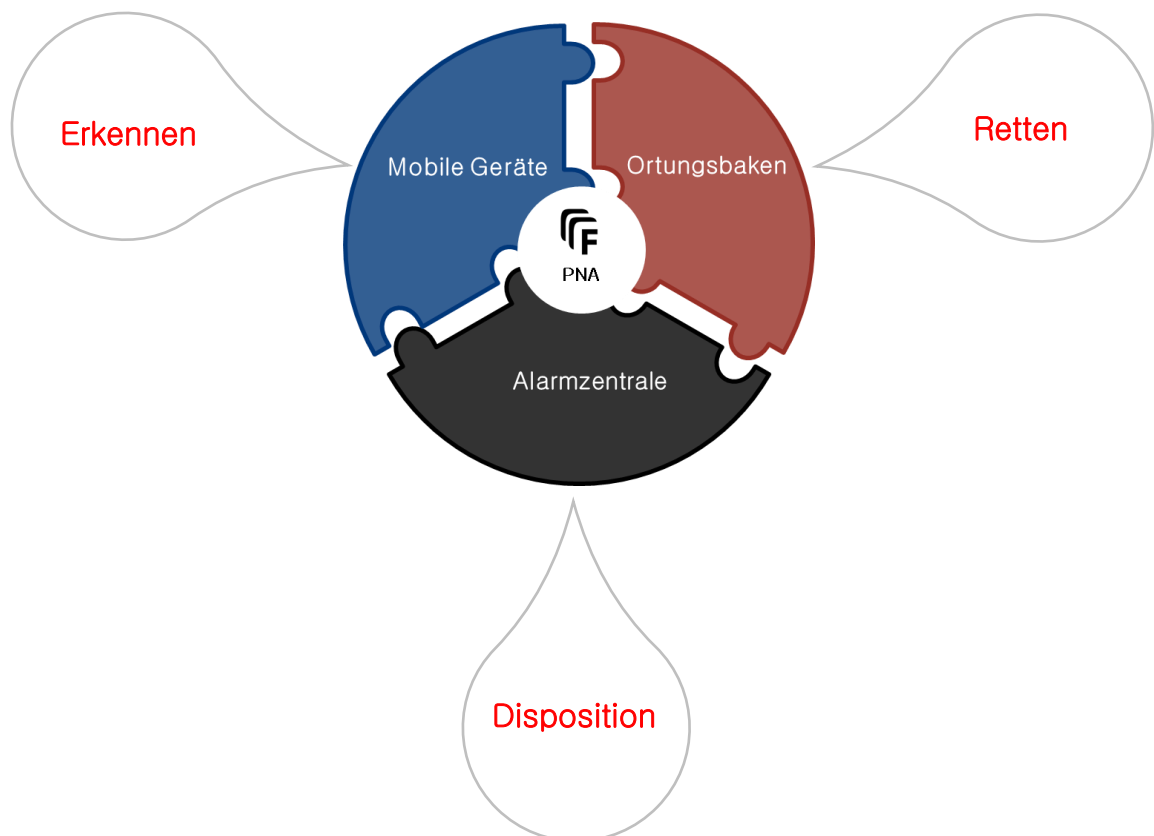 Erkennen
Mobile Geräte
Ortungsbaken
Retten
F
PNA
Alarmzentrale
Disposition